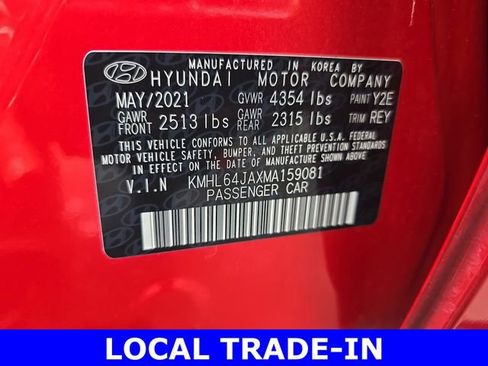 MANUFACTURED IN KOREA BY
HYUNDAI MOTOR COMPANY
MAY/2021 GVWR 4354 lbs PAINT Y2E
GAWR FRONT 2513 lbs GAWR REAR 2315 lbs TRIM REY
THIS VEHICLE CONFORMS TO ALL APPLICABLE U.S.A. FEDERAL
MOTOR VEHICLE SAFETY, BUMPER, AND THEFT PREVENTION STANDARDS
IN EFFECT ON THE DATE OF MANUFACTURE SHOWN ABOVE.
V.I.N KMHL64JAXMA159081
PASSENGER CAR
LOCAL TRADE-IN